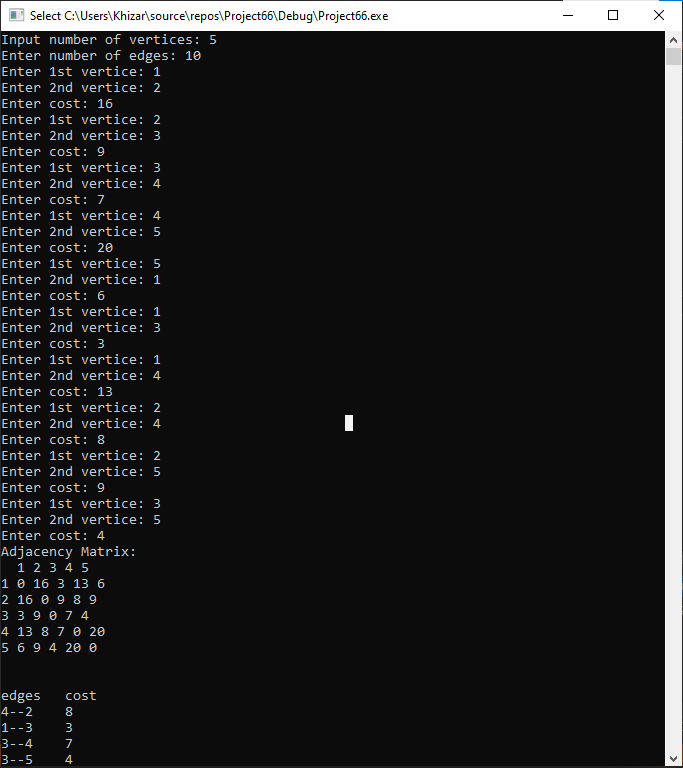 Select C:\Users\Khizar\source\repos\Project66\Debug\Project66.exe
Input number of vertices: 5
Enter number of edges: 10
Enter 1st vertice: 1
Enter 2nd vertice: 2
Enter cost: 16
Enter 1st vertice: 2
Enter 2nd vertice: 3
Enter cost: 9
Enter 1st vertice: 3
Enter 2nd vertice: 4
Enter cost: 7
Enter 1st vertice: 4
Enter 2nd vertice: 5
Enter cost: 20
Enter 1st vertice: 5
Enter 2nd vertice: 1
Enter cost: 6
Enter 1st vertice: 1
Enter 2nd vertice: 3
Enter cost: 3
Enter 1st vertice: 1
Enter 2nd vertice: 4
Enter cost: 13
Enter 1st vertice: 2
Enter 2nd vertice: 4
Enter cost: 8
Enter 1st vertice: 2
Enter 2nd vertice: 5
Enter cost: 9
Enter 1st vertice: 3
Enter 2nd vertice: 5
Enter cost: 4
Adjacency Matrix:
  1 2 3 4 5
1 0 16 3 13 6
2 16 0 9 8 9
3 3 9 0 7 4
4 13 8 7 0 20
5 6 9 4 20 0
edges   cost
4--2    8
1--3    3
3--4    7
3--5    4